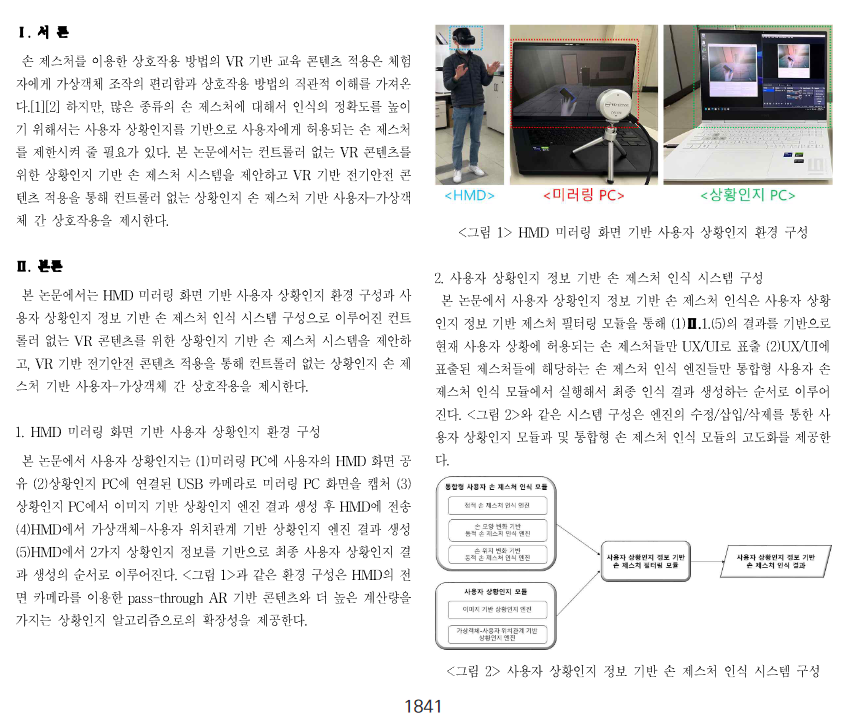 Ⅰ. 서 론
손 제스처를 이용한 상호작용 방법의 VR 기반 교육 콘텐츠 적용은 체험
자에게 가상객체 조작의 편리함과 상호작용 방법의 직관적 이해를 가져온
다.[1][2] 하지만, 많은 종류의 손 제스처에 대해서 인식의 정확도를 높이
기 위해서는 사용자 상황인지를 기반으로 사용자에게 허용되는 손 제스처
를 제한시켜 줄 필요가 있다. 본 논문에서는 컨트롤러 없는 VR 콘텐츠를
위한 상황인지 기반 손 제스처 시스템을 제안하고 VR 기반 전기안전 콘
텐츠 적용을 통해 컨트롤러 없는 상황인지 손 제스처 기반 사용자-가상객
체 간 상호작용을 제시한다.
Ⅱ. 본론
본 논문에서는 HMD 미러링 화면 기반 사용자 상황인지 환경 구성과 사
용자 상황인지 정보 기반 손 제스처 인식 시스템 구성으로 이루어진 컨트
롤러 없는 VR 콘텐츠를 위한 상황인지 기반 손 제스처 시스템을 제안하
고, VR 기반 전기안전 콘텐츠 적용을 통해 컨트롤러 없는 상황인지 손 제
스처 기반 사용자-가상객체 간 상호작용을 제시한다.
1. HMD 미러링 화면 기반 사용자 상황인지 환경 구성
본 논문에서 사용자 상황인지는 (1)미러링 PC에 사용자의 HMD 화면 공
유 (2)상황인지 PC에 연결된 USB 카메라로 미러링 PC 화면을 캡처 (3)
상황인지 PC에서 이미지 기반 상황인지 엔진 결과 생성 후 HMD에 전송
(4)HMD에서 가상객체-사용자 위치관계 기반 상황인지 엔진 결과 생성
(5)HMD에서 2가지 상황인지 정보를 기반으로 최종 사용자 상황인지 결
과 생성의 순서로 이루어진다. <그림 1>과 같은 환경 구성은 HMD의 전
면 카메라를 이용한 pass-through AR 기반 콘텐츠와 더 높은 계산량을
가지는 상황인지 알고리즘으로의 확장성을 제공한다.
<HMD>
<미러링 PC>
<상황인지 PC>
<그림 1> HMD 미러링 화면 기반 사용자 상황인지 환경 구성
2. 사용자 상황인지 정보 기반 손 제스처 인식 시스템 구성
본 논문에서 사용자 상황인지 정보 기반 손 제스처 인식은 사용자 상황
인지 정보 기반 제스처 필터링 모듈을 통해 (1)Ⅱ.1.(5)의 결과를 기반으로
현재 사용자 상황에 허용되는 손 제스처들만 UX/UI로 표출 (2)UX/UI에
표출된 제스처들에 해당하는 손 제스처 인식 엔진들만 통합형 사용자 손
제스처 인식 모듈에서 실행해서 최종 인식 결과 생성하는 순서로 이루어
진다. <그림 2>와 같은 시스템 구성은 엔진의 수정/삽입/삭제를 통한 사
용자 상황인지 모듈과 및 통합형 손 제스처 인식 모듈의 고도화를 제공한
다.
통합형 사용자 손 제스처 인식 모듈
정적 손 제스처 인식 엔진
손 모양 변화 기반
동적 손 제스처 인식 엔진
손 위치 변화 기반
동적 손 제스처 인식 엔진
사용자 상황인지 모듈
이미지 기반 상황인지 엔진
가상객체-사용자 위치관계 기반
상황인지 엔진
사용자 상황인지 정보 기반
손 제스처 필터링 모듈
사용자 상황인지 정보 기반
손 제스처 인식 결과
<그림 2> 사용자 상황인지 정보 기반 손 제스처 인식 시스템 구성
1841